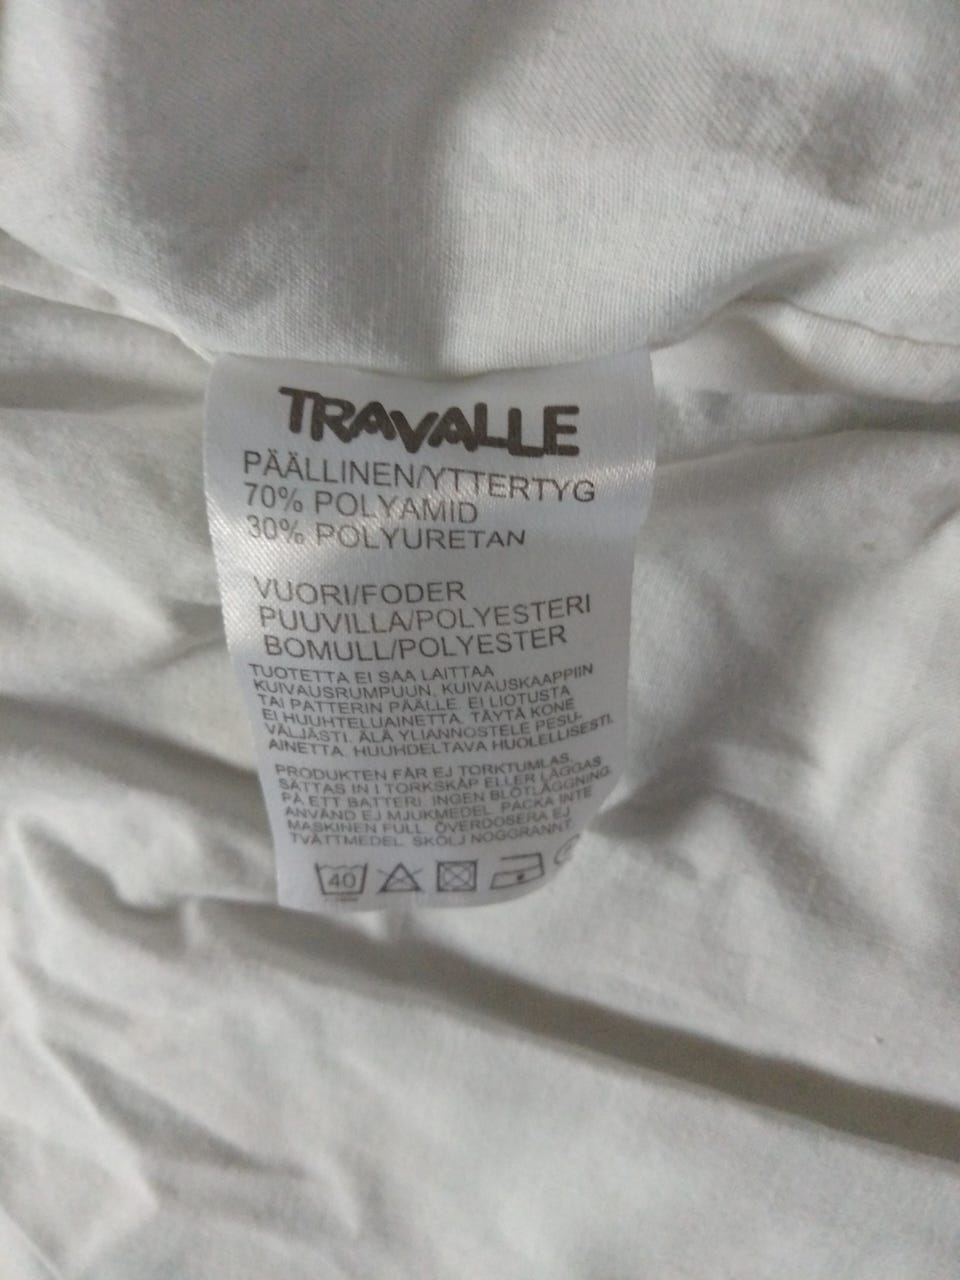 TRAVALLE
PÄÄLLINEN/YTTERTYG
70% POLYAMID
30% POLYURETAN
VUORI/FODER
PUUVILLA/POLYESTERI
BOMULL/POLYESTER
TUOTETTA EI SAA LAITTAA
KUIVAUSRUMPUUN, KUIVAUSKAAPPIIN
TAI PATTERIN PÄÄLLE. EI LIOTUSTA
EI HUUHTELUAINETTA. TÄYTÄ KONE
VÄLJÄSTI. ÄLÄ YLIANNOSTELE PESU-
AINETTA. HUUHDELTAVA HUOLELLISESTI.
PRODUKTEN FÅR EJ TORKTUMLAS,
SÄTTAS IN I TORKSKÅP ELLER LÄGGAS
PÅ ETT BATTERI. INGEN BLÖTLÄGGNING.
ANVÄND EJ MJUKMEDEL. PACKA INTE
MASKINEN FULL. ÖVERDOSERA EJ
TVÄTTMEDEL. SKÖLJ NOGGRANNT.
40